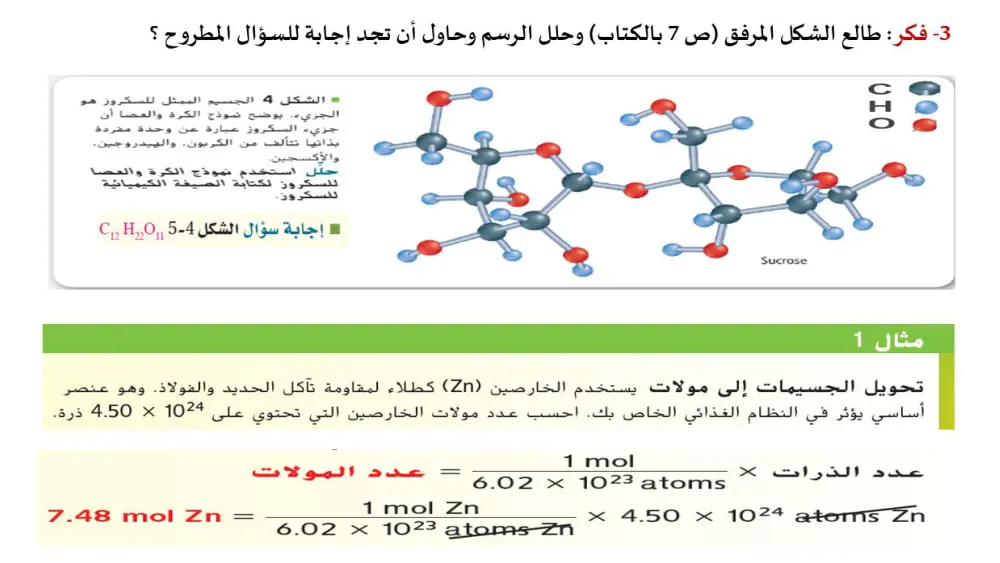 3- فكر: طالع الشكل المرفق (ص 7 بالكتاب) وحلل الرسم وحاول أن تجد إجابة للسؤال المطروح ؟
■ الشكل 4 الجسيم الممثل للسكروز هو
الجزيء. يوضح نموذج الكرة والعصا أن
جزيء السكروز عبارة عن وحدة مفردة
بذاتها تتألف من الكربون، والهيدروجين،
والأكسجين.
حلّل استخدم نموذج الكرة والعصا
للسكروز لكتابة الصيغة الكيميائية
للسكروز.
■ إجابة سؤال الشكل 4-5 C12 H22O11
C
H
O
Sucrose
مثال 1
تحويل الجسيمات إلى مولات يستخدم الخارصين (Zn) كطلاء لمقاومة تآكل الحديد والفولاذ. وهو عنصر
أساسي يؤثر في النظام الغذائي الخاص بك. احسب عدد مولات الخارصين التي تحتوي على 4.50 × 10²⁴ ذرة.
عدد الذرات × 1 mol / 6.02 × 10²³ atoms = عدد المولات
7.48 mol Zn = 1 mol Zn / 6.02 × 10²³ atoms Zn × 4.50 × 10²⁴ atoms Zn